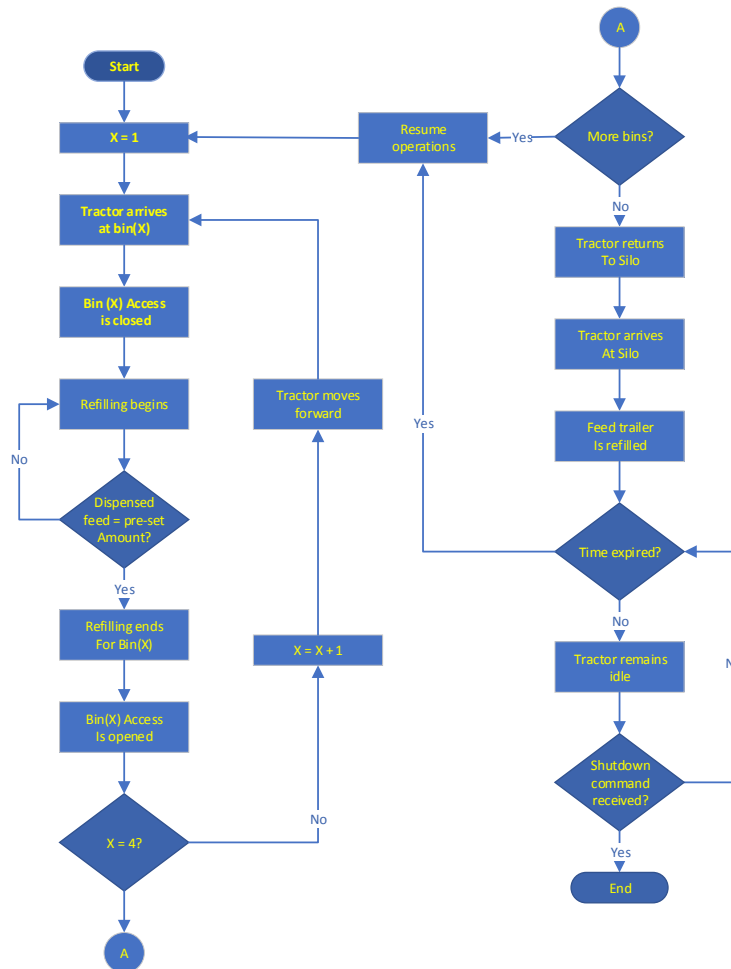 Start
X = 1
Tractor arrives
at bin(X)
Bin (X) Access
is closed
Refilling begins
No
Dispensed
feed = pre-set
Amount?
Yes
Refilling ends
For Bin(X)
Bin(X) Access
Is opened
X = 4?
A
No
X = X + 1
Tractor moves
forward
A
More bins?
Yes
Resume
operations
No
Tractor returns
To Silo
Tractor arrives
At Silo
Feed trailer
Is refilled
Time expired?
Yes
No
Tractor remains
idle
Shutdown
command
received?
Yes
End